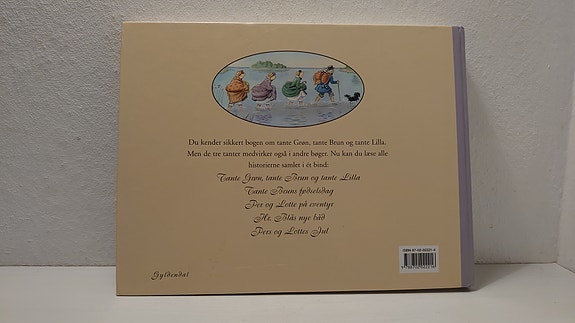 Du kender sikkert bogen om tante Grøn, tante Brun og tante Lilla.
Men de tre tanter medvirker også i andre bøger. Nu kan du læse alle
historierne samlet i ét bind:
Tante Grøn, tante Brun og tante Lilla
Tante Bruns fødselsdag
Per og Lotte på eventyr
Hr. Blås nye båd
Pers og Lottes Jul
Gyldendal